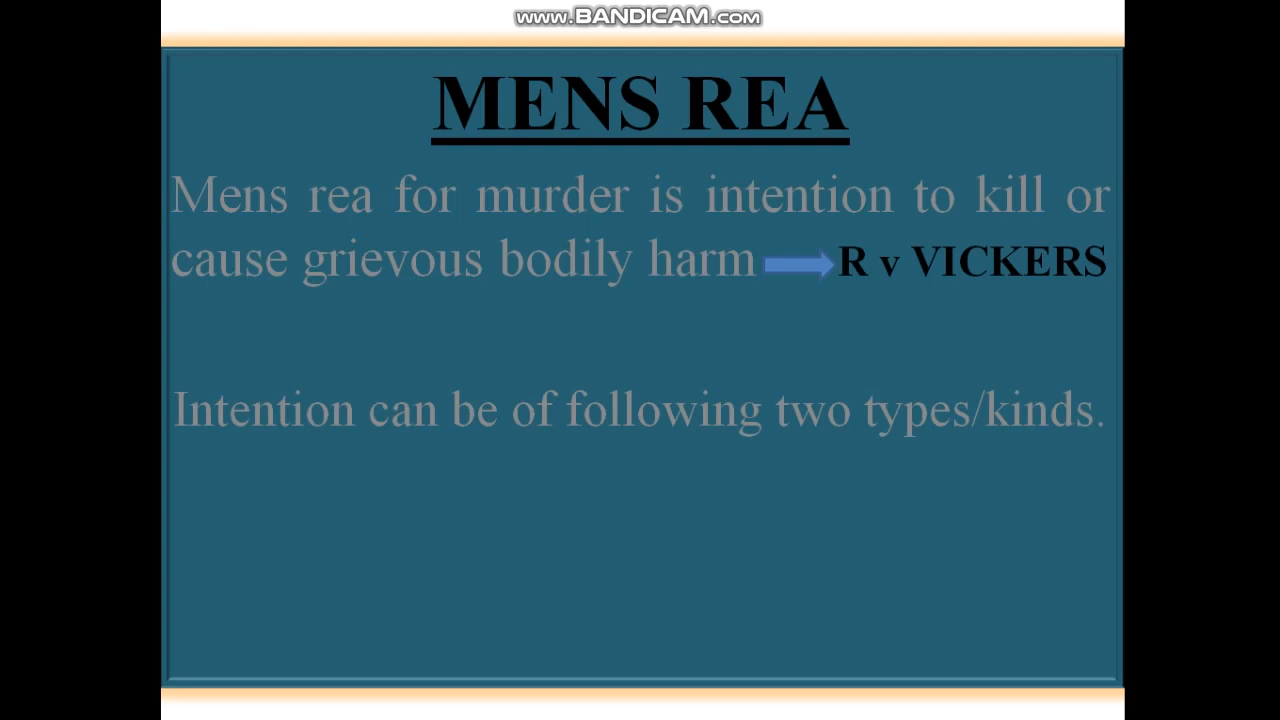 www.BANDICAM.com
MENS REA
Mens rea for murder is intention to kill or
cause grievous bodily harm R v VICKERS
Intention can be of following two types/kinds.